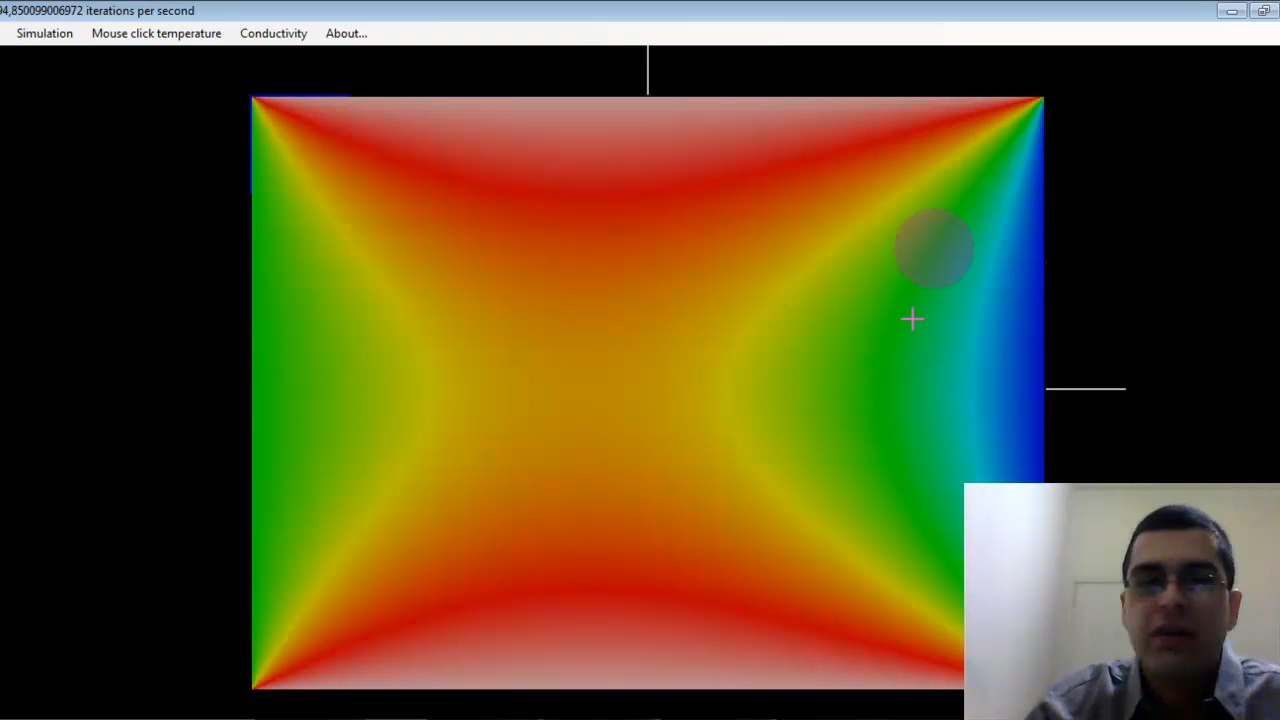 94,850099006972 iterations per second
Simulation Mouse click temperature Conductivity About...